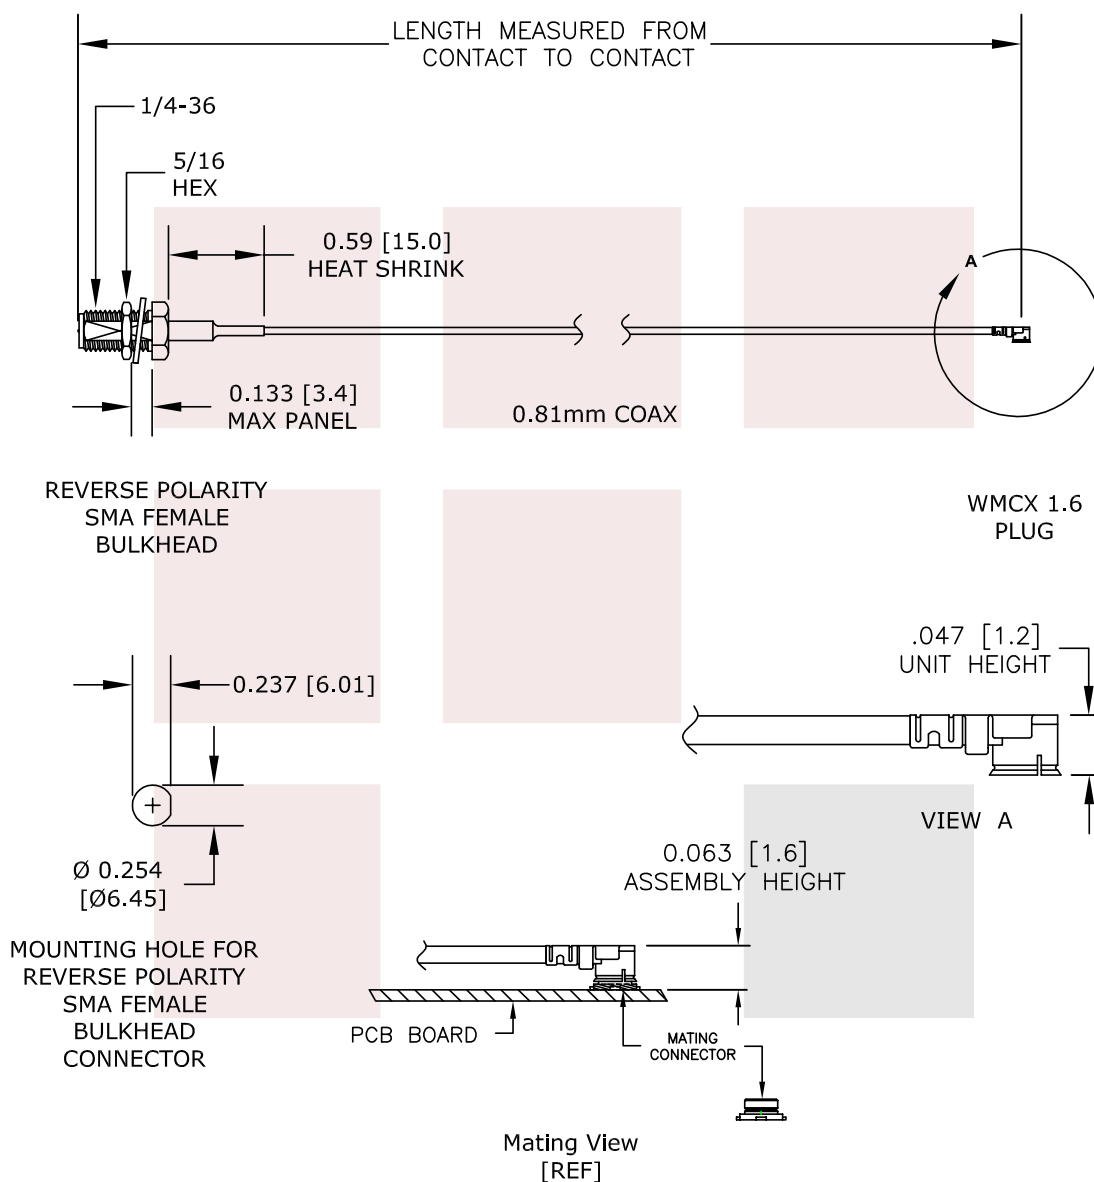 LENGTH MEASURED FROM
CONTACT TO CONTACT
1/4-36
5/16
HEX
0.59 [15.0]
HEAT SHRINK
A
0.133 [3.4]
MAX PANEL
0.81mm COAX
REVERSE POLARITY
SMA FEMALE
BULKHEAD
WMCX 1.6
PLUG
.047 [1.2]
UNIT HEIGHT
0.237 [6.01]
VIEW A
Ø 0.254
[Ø6.45]
0.063 [1.6]
ASSEMBLY HEIGHT
MOUNTING HOLE FOR
REVERSE POLARITY
SMA FEMALE
BULKHEAD
CONNECTOR
PCB BOARD
MATING
CONNECTOR
Mating View
[REF]